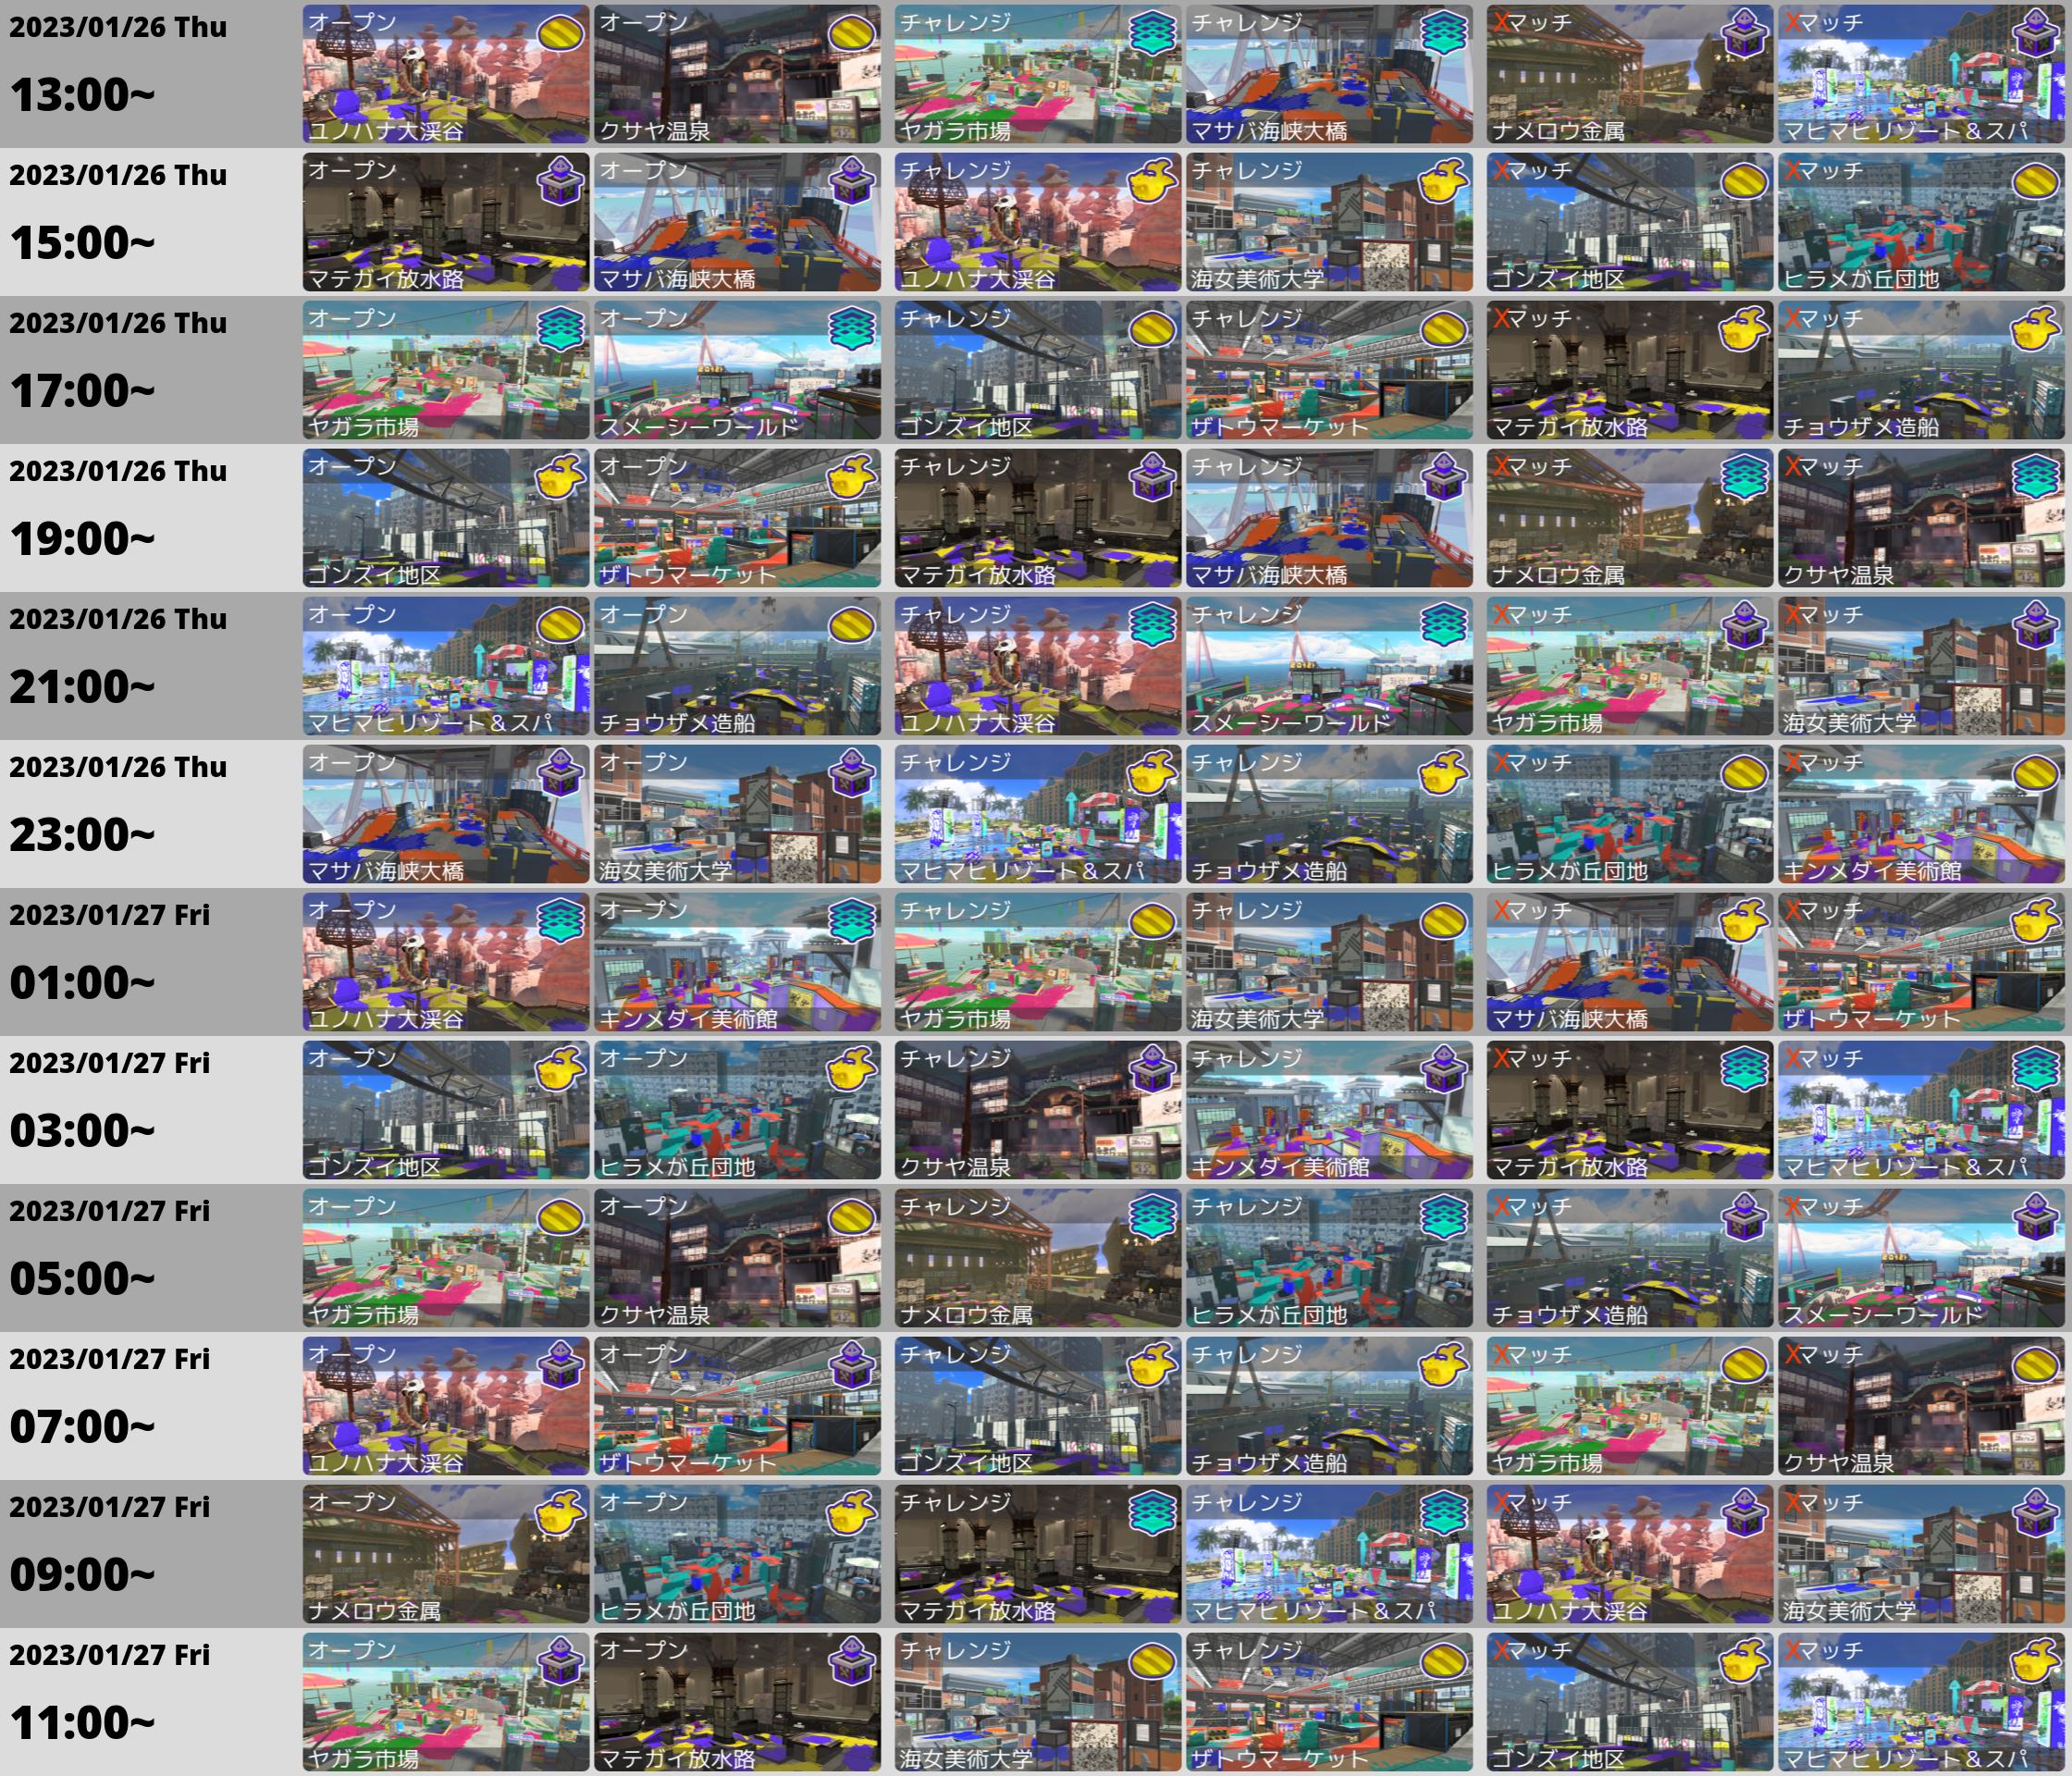 2023/01/26 Thu
13:00~
オープン オープン チャレンジ チャレンジ Xマッチ Xマッチ
ユノハナ大渓谷 クサヤ温泉 ヤガラ市場 マサバ海峡大橋 ナメロウ金属 マヒマヒリゾート＆スパ
2023/01/26 Thu
15:00~
オープン オープン チャレンジ チャレンジ Xマッチ Xマッチ
マテガイ放水路 マサバ海峡大橋 ユノハナ大渓谷 海女美術大学 ゴンズイ地区 ヒラメが丘団地
2023/01/26 Thu
17:00~
オープン オープン チャレンジ チャレンジ Xマッチ Xマッチ
ヤガラ市場 スメーシーワールド ゴンズイ地区 ザトウマーケット マテガイ放水路 チョウザメ造船
2023/01/26 Thu
19:00~
オープン オープン チャレンジ チャレンジ Xマッチ Xマッチ
ゴンズイ地区 ザトウマーケット マテガイ放水路 マサバ海峡大橋 ナメロウ金属 クサヤ温泉
2023/01/26 Thu
21:00~
オープン オープン チャレンジ チャレンジ Xマッチ Xマッチ
マヒマヒリゾート＆スパ チョウザメ造船 ユノハナ大渓谷 スメーシーワールド ヤガラ市場 海女美術大学
2023/01/26 Thu
23:00~
オープン オープン チャレンジ チャレンジ Xマッチ Xマッチ
マサバ海峡大橋 海女美術大学 マヒマヒリゾート＆スパ チョウザメ造船 ヒラメが丘団地 キンメダイ美術館
2023/01/27 Fri
01:00~
オープン オープン チャレンジ チャレンジ Xマッチ Xマッチ
ユノハナ大渓谷 キンメダイ美術館 ヤガラ市場 海女美術大学 マサバ海峡大橋 ザトウマーケット
2023/01/27 Fri
03:00~
オープン オープン チャレンジ チャレンジ Xマッチ Xマッチ
ゴンズイ地区 ヒラメが丘団地 クサヤ温泉 キンメダイ美術館 マテガイ放水路 マヒマヒリゾート＆スパ
2023/01/27 Fri
05:00~
オープン オープン チャレンジ チャレンジ Xマッチ Xマッチ
ヤガラ市場 クサヤ温泉 ナメロウ金属 ヒラメが丘団地 チョウザメ造船 スメーシーワールド
2023/01/27 Fri
07:00~
オープン オープン チャレンジ チャレンジ Xマッチ Xマッチ
ユノハナ大渓谷 ザトウマーケット ゴンズイ地区 チョウザメ造船 ヤガラ市場 クサヤ温泉
2023/01/27 Fri
09:00~
オープン オープン チャレンジ チャレンジ Xマッチ Xマッチ
ナメロウ金属 ヒラメが丘団地 マテガイ放水路 マヒマヒリゾート＆スパ ユノハナ大渓谷 海女美術大学
2023/01/27 Fri
11:00~
オープン オープン チャレンジ チャレンジ Xマッチ Xマッチ
ヤガラ市場 マテガイ放水路 海女美術大学 ザトウマーケット ゴンズイ地区 マヒマヒリゾート＆スパ